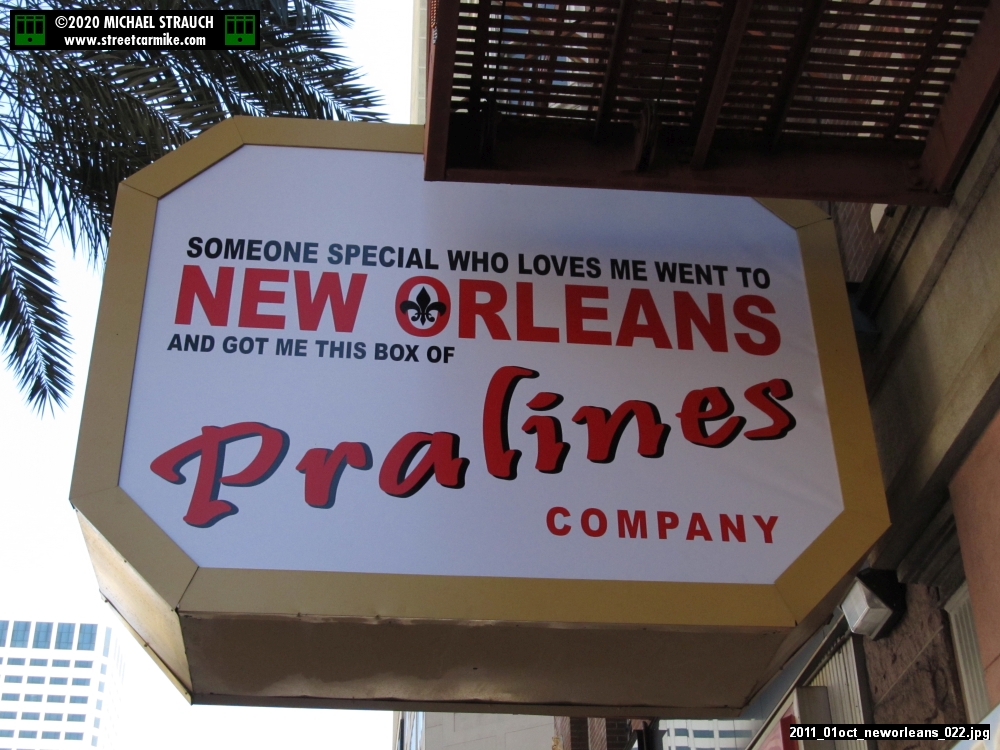 ©2020 MICHAEL STRAUCH
www.streetcarmike.com
SOMEONE SPECIAL WHO LOVES ME WENT TO
NEW ORLEANS
AND GOT ME THIS BOX OF
Pralines
COMPANY
2011_01oct_neworleans_022.jpg